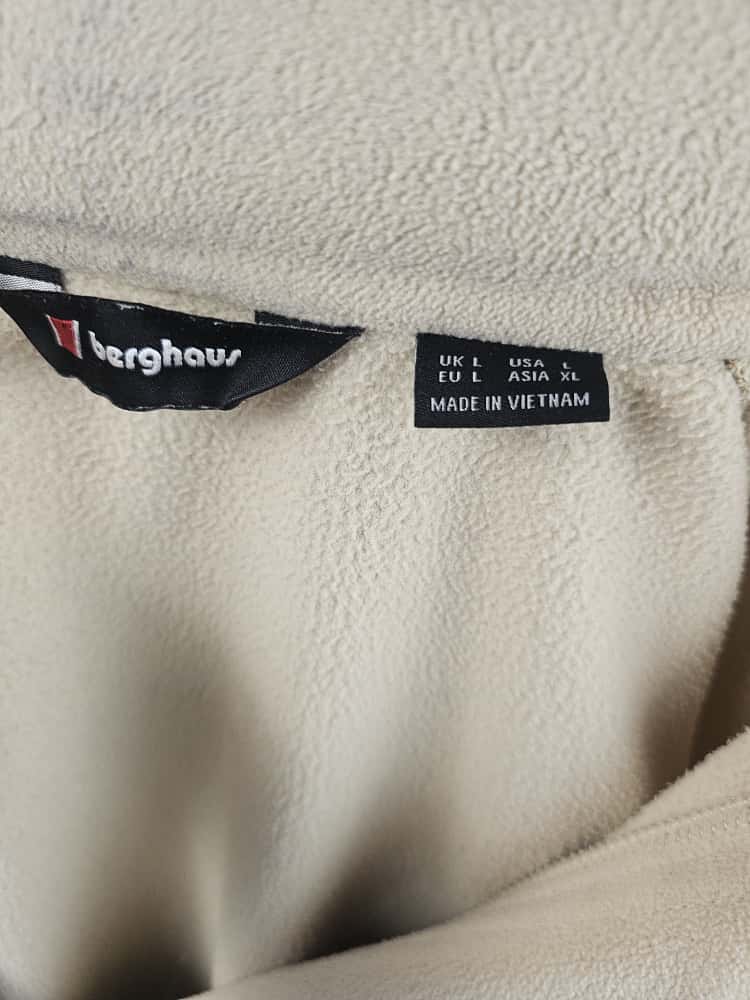 berghaus
UK L USA L
EU L ASIA XL
MADE IN VIETNAM